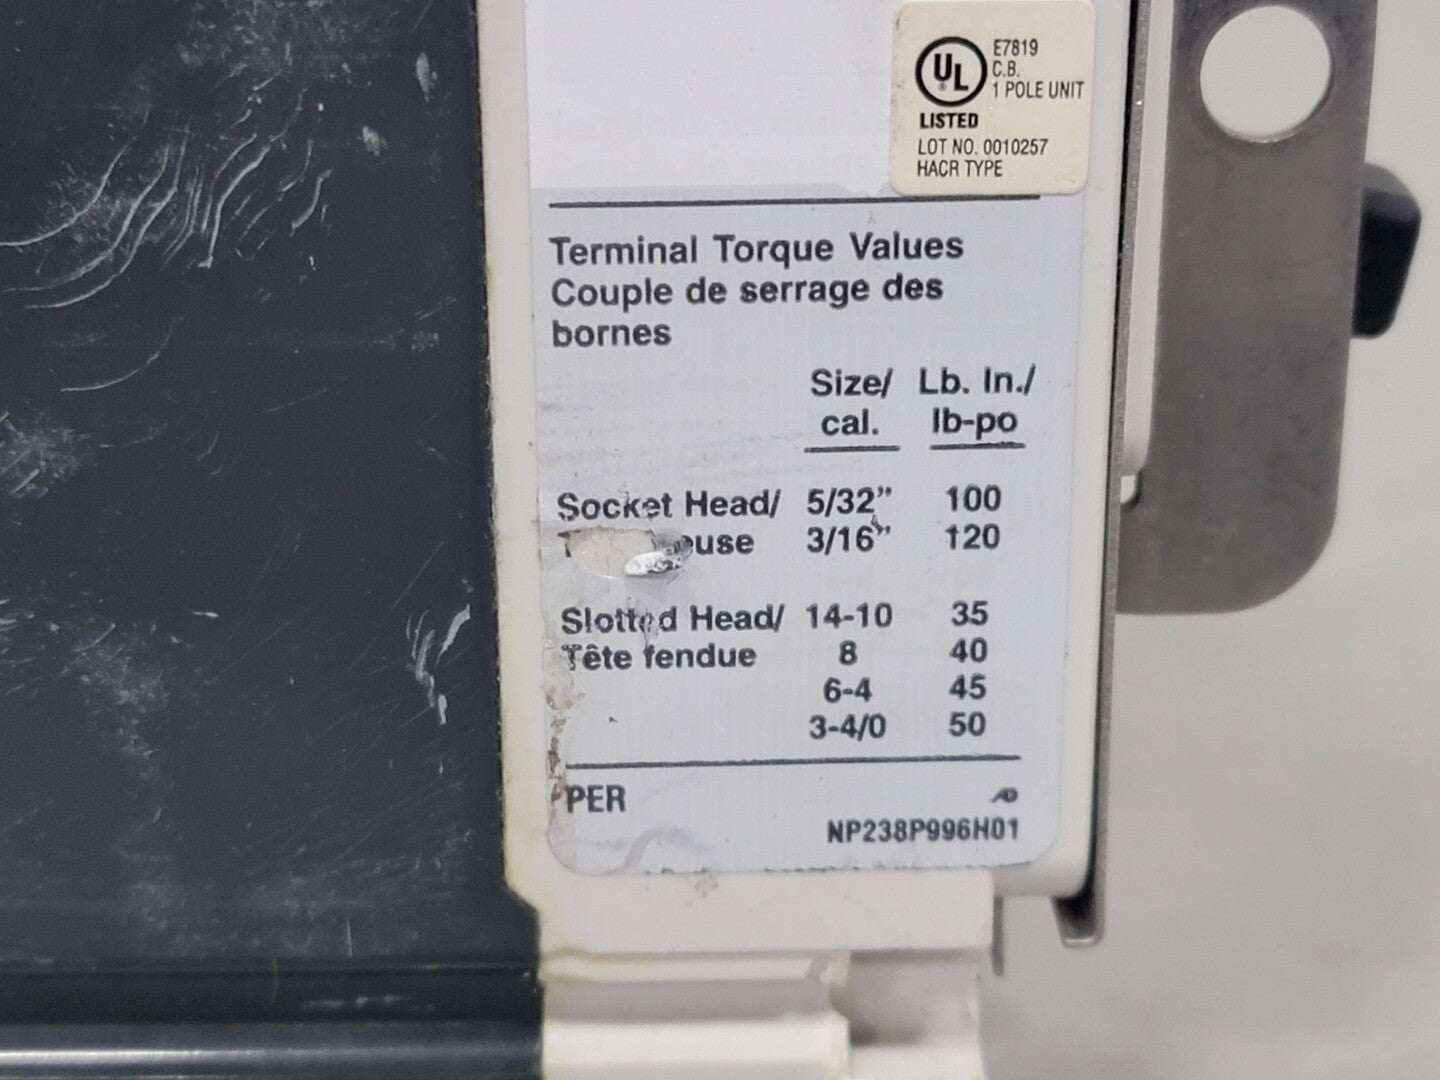 UL
LISTED
E7819
C.B.
1 POLE UNIT
LOT NO. 0010257
HACR TYPE
Terminal Torque Values
Couple de serrage des
bornes
Size/ Lb. In./
cal. lb-po
Socket Head/ 5/32" 100
3/16" 120
Slotted Head/ 14-10 35
Tête fendue 8 40
6-4 45
3-4/0 50
PER
NP238P996H01